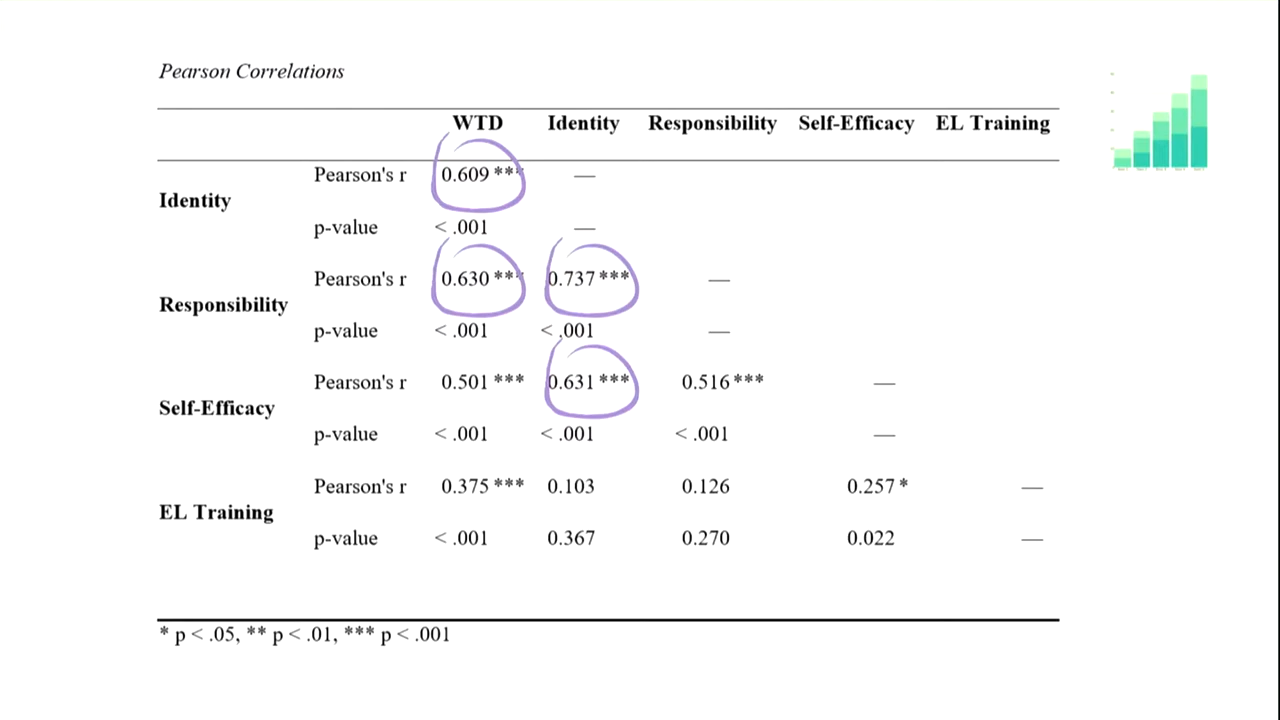 Pearson Correlations
WTD Identity Responsibility Self-Efficacy EL Training
Pearson's r 0.609 *** —
Identity
p-value < .001 —
Pearson's r 0.630 *** 0.737 *** —
Responsibility
p-value < .001 < .001 —
Pearson's r 0.501 *** 0.631 *** 0.516 *** —
Self-Efficacy
p-value < .001 < .001 < .001 —
Pearson's r 0.375 *** 0.103 0.126 0.257 * —
EL Training
p-value < .001 0.367 0.270 0.022 —
* p < .05, ** p < .01, *** p < .001